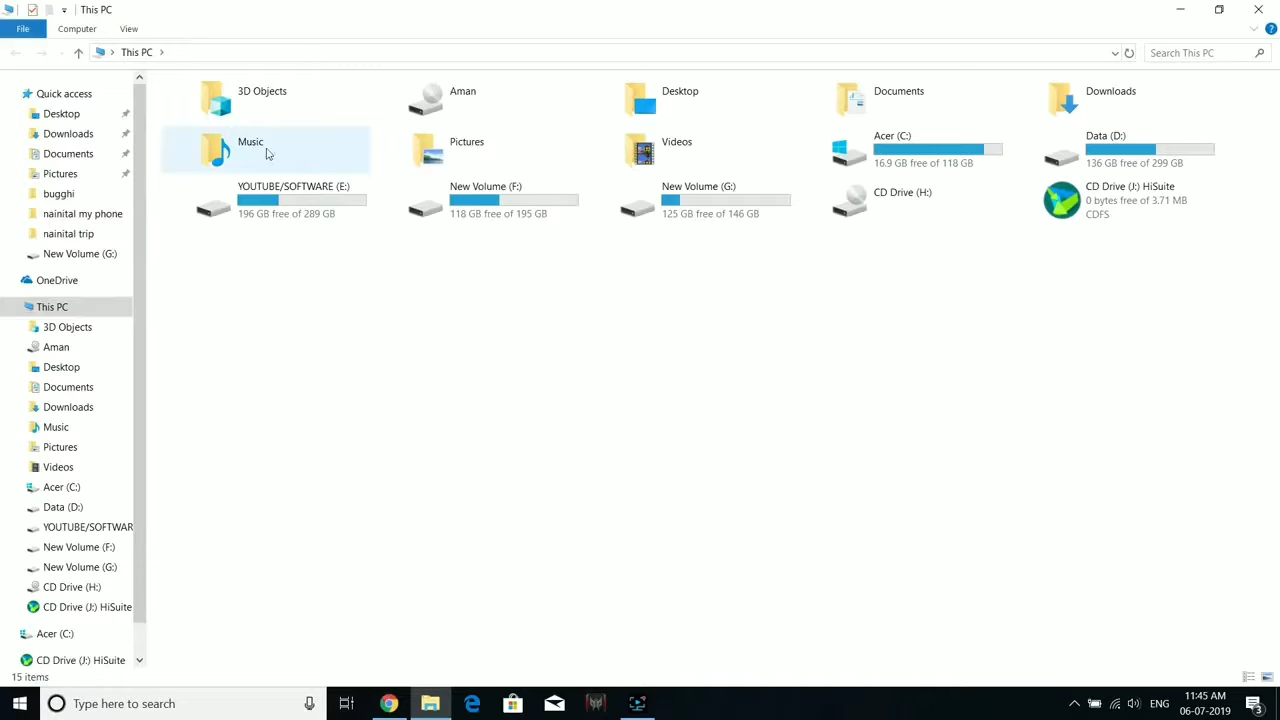 This PC
File
Computer
View
This PC
Search This PC
Quick access
Desktop
Downloads
Documents
Pictures
bugghi
nainital my phone
nainital trip
New Volume (G:)
OneDrive
This PC
3D Objects
Aman
Desktop
Documents
Downloads
Music
Pictures
Videos
Acer (C:)
Data (D:)
YOUTUBE/SOFTWAR
New Volume (F:)
New Volume (G:)
CD Drive (H:)
CD Drive (J:) HiSuite
Acer (C:)
CD Drive (J:) HiSuite
3D Objects
Aman
Desktop
Documents
Downloads
Music
Pictures
Videos
Acer (C:)
16.9 GB free of 118 GB
Data (D:)
136 GB free of 299 GB
YOUTUBE/SOFTWARE (E:)
196 GB free of 289 GB
New Volume (F:)
118 GB free of 195 GB
New Volume (G:)
125 GB free of 146 GB
CD Drive (H:)
CD Drive (J:) HiSuite
0 bytes free of 3.71 MB
CDFS
15 items
Type here to search
ENG
11:45 AM
06-07-2019
3